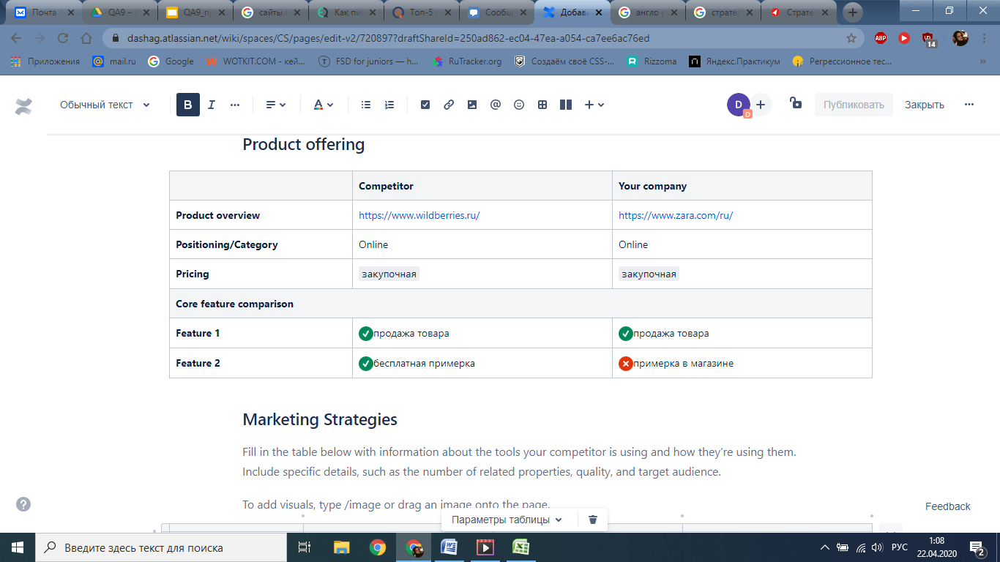 Почта
QA9 –
QA9_п
сайты
Как пи
Топ-5
Сообщ
Добав
англо
страте
Страте
dashag.atlassian.net/wiki/spaces/CS/pages/edit-v2/720897?draftShareId=250ad862-ec04-47ea-a054-ca7ee6ac76ed
ABP
14
Приложения
mail.ru
Google
WOTKIT.COM - кей...
FSD for juniors — h...
RuTracker.org
Создаём своё CSS-...
Rizzoma
Яндекс.Практикум
Регрессионное тес...
Обычный текст
B
I
A
D
D
Публиковать
Закрыть
Product offering
Competitor Your company
Product overview https://www.wildberries.ru/ https://www.zara.com/ru/
Positioning/Category Online Online
Pricing закупочная закупочная
Core feature comparison
Feature 1 продажа товара продажа товара
Feature 2 бесплатная примерка примерка в магазине
Marketing Strategies
Fill in the table below with information about the tools your competitor is using and how they're using them.
Include specific details, such as the number of related properties, quality, and target audience.
To add visuals, type /image or drag an image onto the page.
Feedback
Параметры таблицы
Введите здесь текст для поиска
РУС
1:08
22.04.2020
2